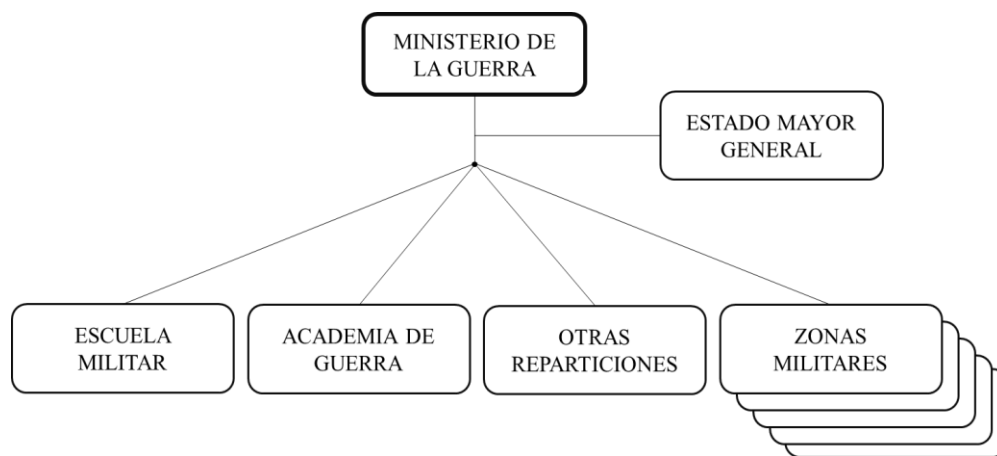 MINISTERIO DE
LA GUERRA
ESTADO MAYOR
GENERAL
ESCUELA
MILITAR
ACADEMIA DE
GUERRA
OTRAS
REPARTICIONES
ZONAS
MILITARES